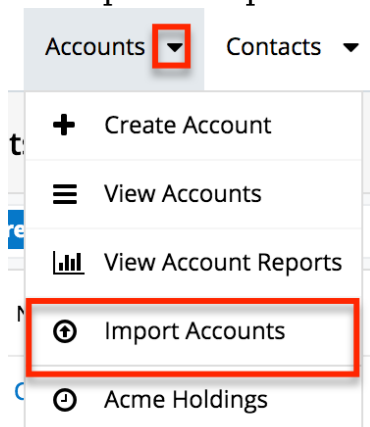 Accounts Contacts
Create Account
View Accounts
View Account Reports
Import Accounts
Acme Holdings